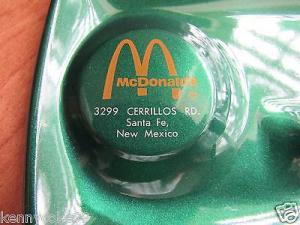 McDonald's
3299 CERRILLOS RD.
Santa Fe,
New Mexico